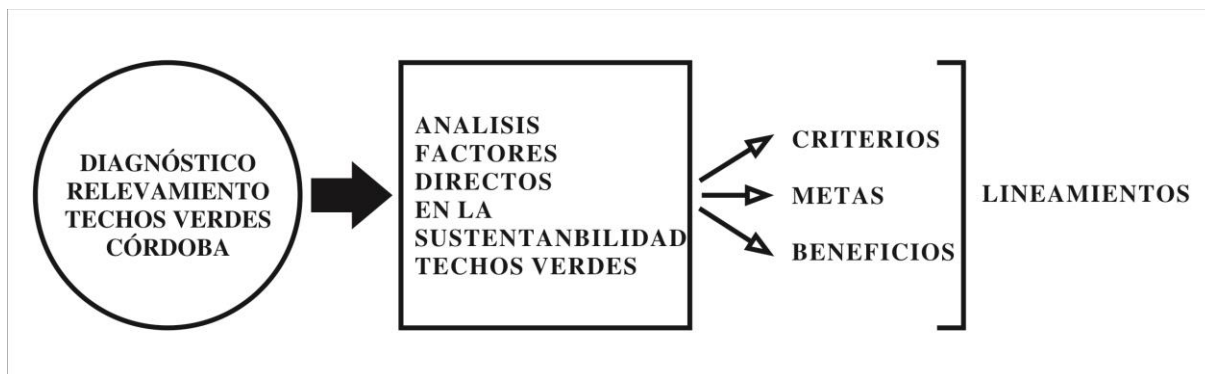 DIAGNÓSTICO
RELEVAMIENTO
TECHOS VERDES
CÓRDOBA
ANALISIS
FACTORES
DIRECTOS
EN LA
SUSTENTANBILIDAD
TECHOS VERDES
CRITERIOS
METAS
BENEFICIOS
LINEAMIENTOS